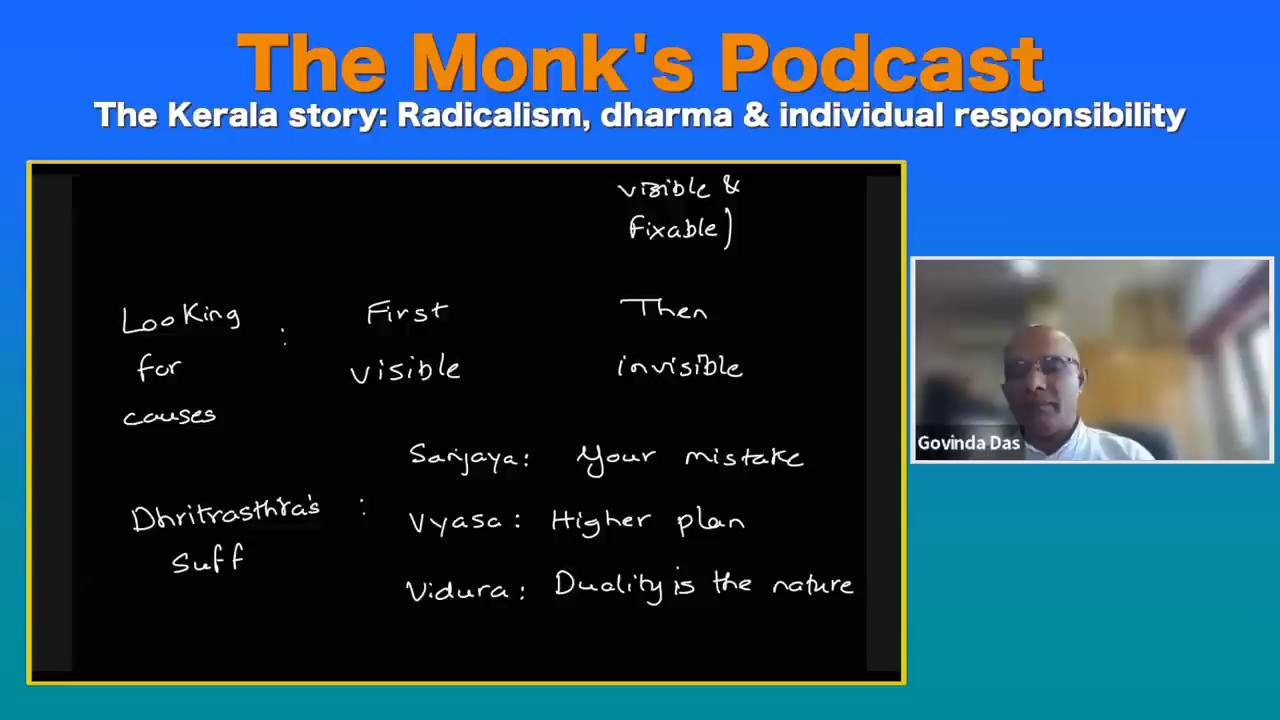 The Monk's Podcast
The Kerala story: Radicalism, dharma & individual responsibility
visible &
fixable)
Looking : First Then
for visible invisible
causes
Sanjaya: Your mistake
Dhritrasthra's : Vyasa: Higher plan
suff
Vidura: Duality is the nature
Govinda Das